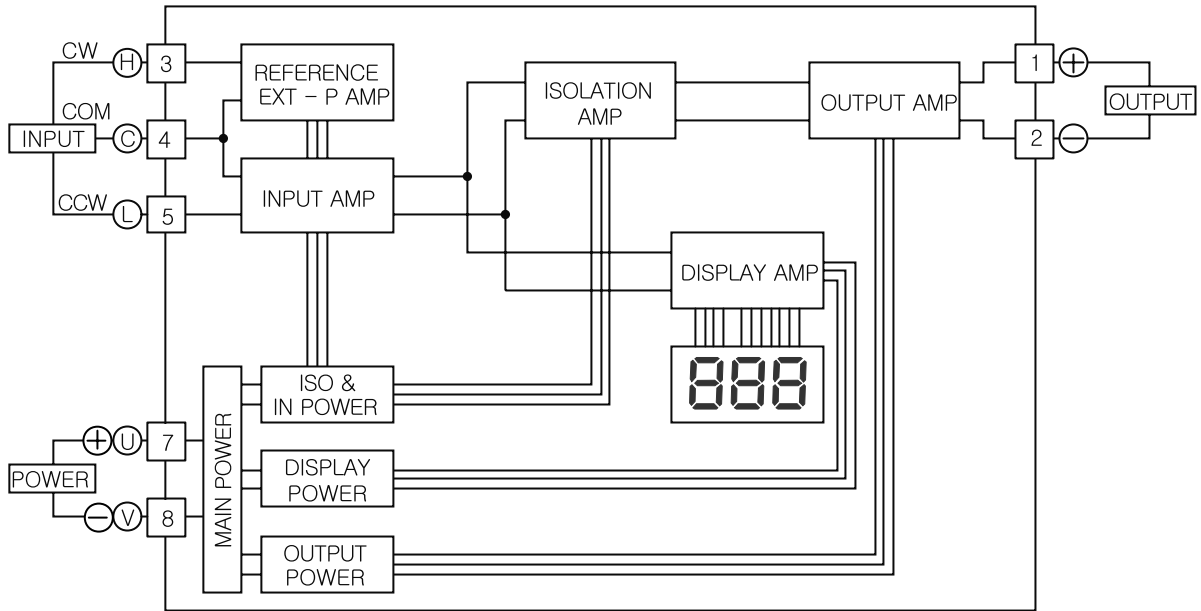 CW
H
3
COM
INPUT
C
4
CCW
L
5
REFERENCE
EXT - P AMP
INPUT AMP
ISOLATION
AMP
OUTPUT AMP
1
+
OUTPUT
2
−
DISPLAY AMP
888
ISO &
IN POWER
MAIN POWER
DISPLAY
POWER
OUTPUT
POWER
+
U
7
POWER
−
V
8